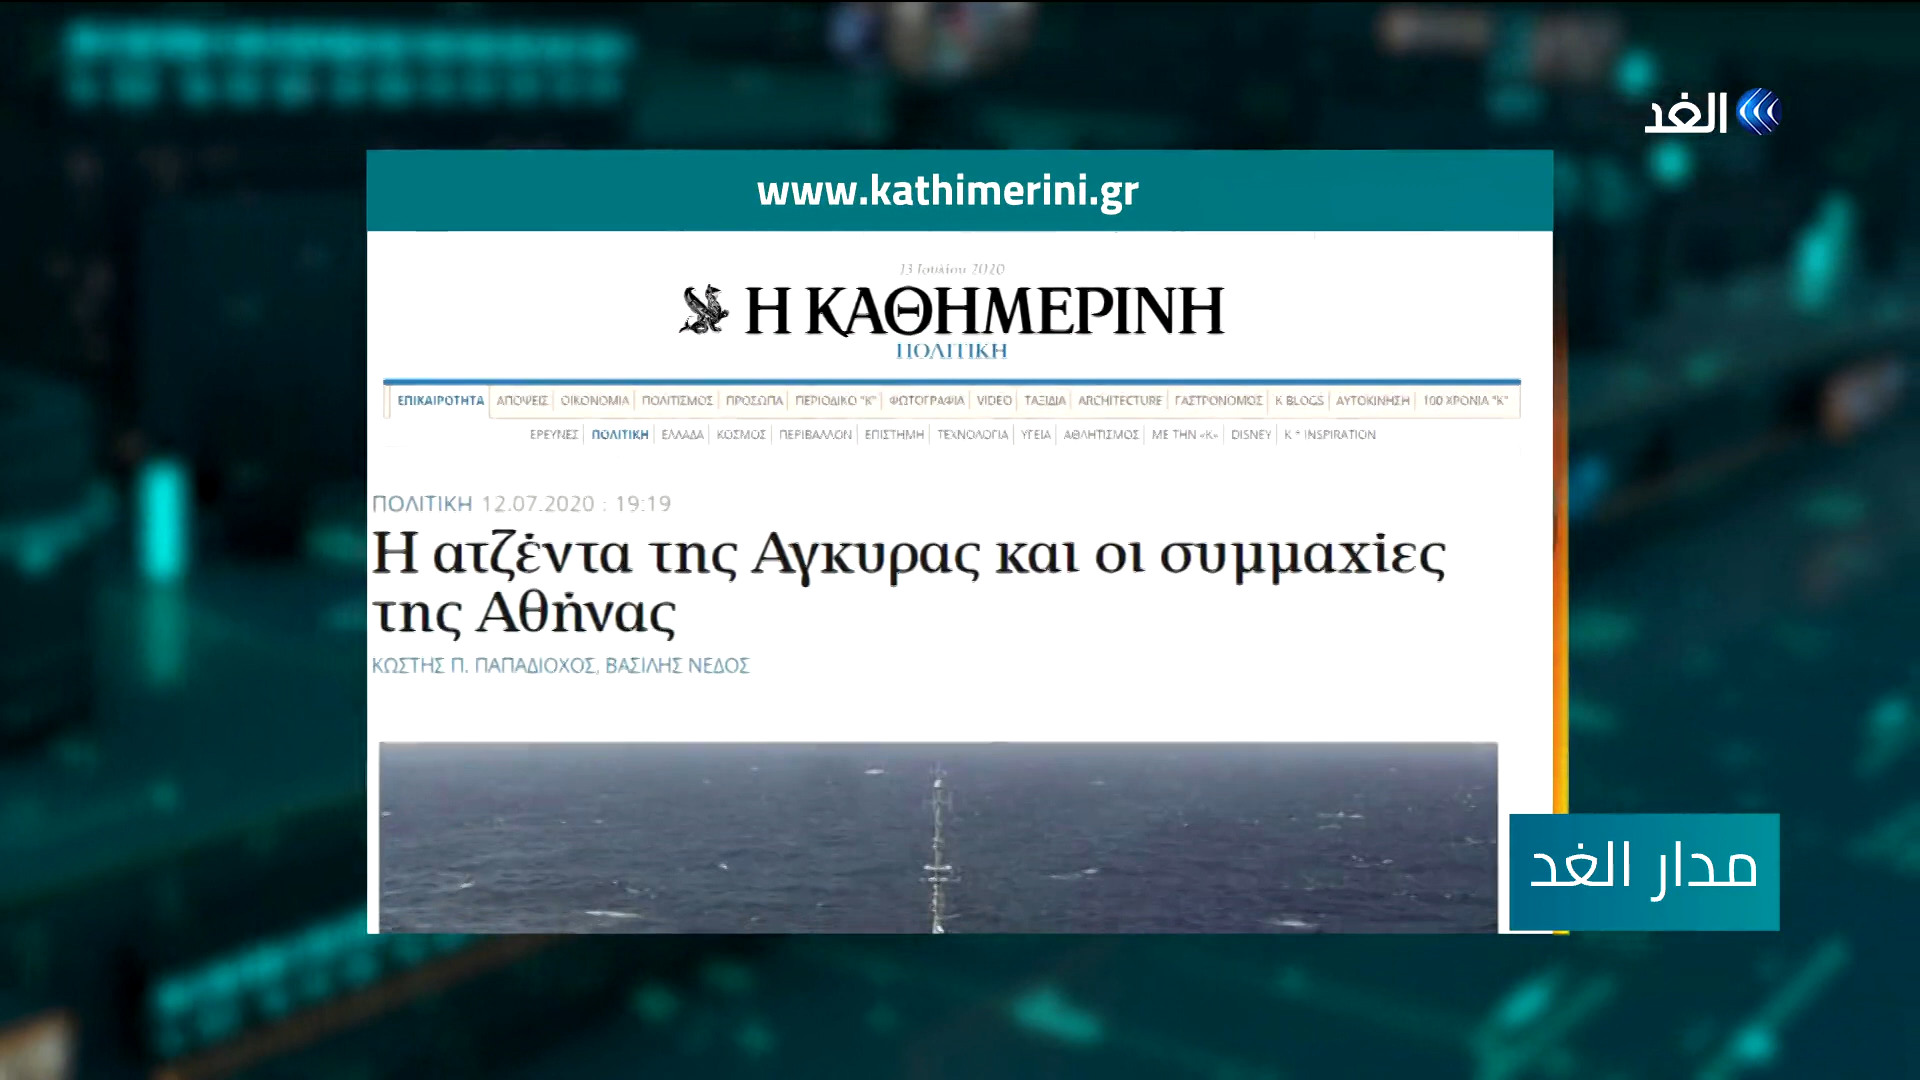 الغد
www.kathimerini.gr
13 Ιουλίου 2020
Η ΚΑΘΗΜΕΡΙΝΗ
ΠΟΛΙΤΙΚΗ
ΕΠΙΚΑΙΡΟΤΗΤΑ ΑΠΟΨΕΙΣ ΟΙΚΟΝΟΜΙΑ ΠΟΛΙΤΙΣΜΟΣ ΠΡΟΣΩΠΑ ΠΕΡΙΟΔΙΚΟ "Κ" ΦΩΤΟΓΡΑΦΙΑ VIDEO ΤΑΞΙΔΙΑ ARCHITECTURE ΓΑΣΤΡΟΝΟΜΟΣ K BLOGS ΑΥΤΟΚΙΝΗΣΗ 100 ΧΡΟΝΙΑ "Κ"
ΕΡΕΥΝΕΣ ΠΟΛΙΤΙΚΗ ΕΛΛΑΔΑ ΚΟΣΜΟΣ ΠΕΡΙΒΑΛΛΟΝ ΕΠΙΣΤΗΜΗ ΤΕΧΝΟΛΟΓΙΑ ΥΓΕΙΑ ΑΘΛΗΤΙΣΜΟΣ ΜΕ ΤΗΝ «Κ» DISNEY K * INSPIRATION
ΠΟΛΙΤΙΚΗ 12.07.2020 : 19:19
Η ατζέντα της Αγκυρας και οι συμμαχίες
της Αθήνας
ΚΩΣΤΗΣ Π. ΠΑΠΑΔΙΟΧΟΣ, ΒΑΣΙΛΗΣ ΝΕΔΟΣ
مدار الغد